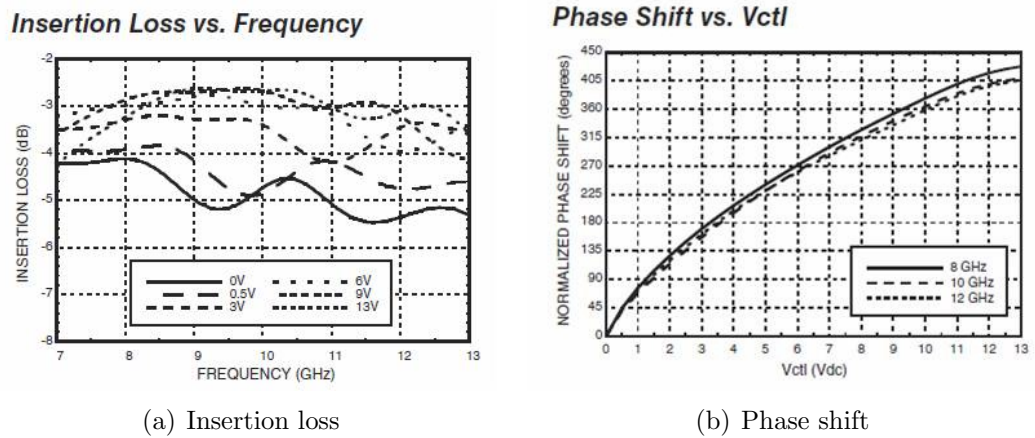 Insertion Loss vs. Frequency
INSERTION LOSS (dB)
-2
-3
-4
-5
-6
-7
-8
0V
0.5V
3V
6V
9V
13V
7 8 9 10 11 12 13
FREQUENCY (GHz)
(a) Insertion loss
Phase Shift vs. Vctl
NORMALIZED PHASE SHIFT (degrees)
450
405
360
315
270
225
180
135
90
45
0
8 GHz
10 GHz
12 GHz
0 1 2 3 4 5 6 7 8 9 10 11 12 13
Vctl (Vdc)
(b) Phase shift